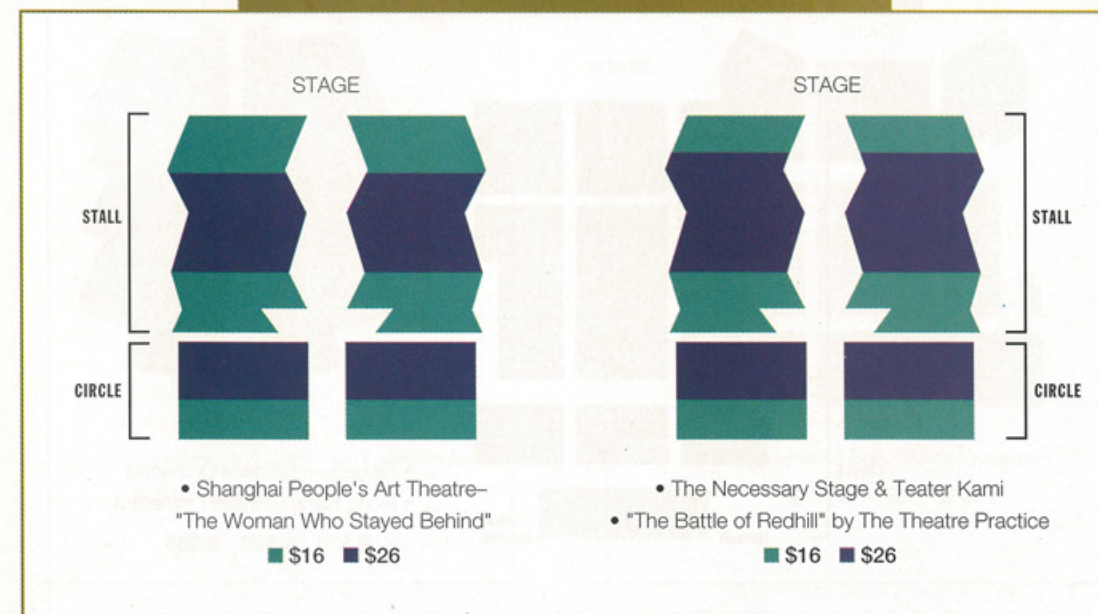 STAGE
STALL
CIRCLE
• Shanghai People's Art Theatre–
"The Woman Who Stayed Behind"
$16 $26
STAGE
STALL
CIRCLE
• The Necessary Stage & Teater Kami
• "The Battle of Redhill" by The Theatre Practice
$16 $26